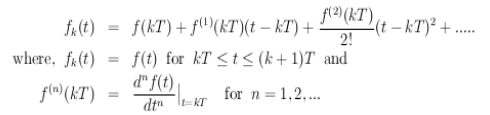 f_k(t) = f(kT) + f^{(1)}(kT)(t − kT) + \frac{f^{(2)}(kT)}{2!}(t − kT)^2 + .....
where, f_k(t) = f(t) for kT ≤ t ≤ (k + 1)T and
f^{(n)}(kT) = \frac{d^n f(t)}{dt^n}|_{t=kT} for n = 1, 2, ...